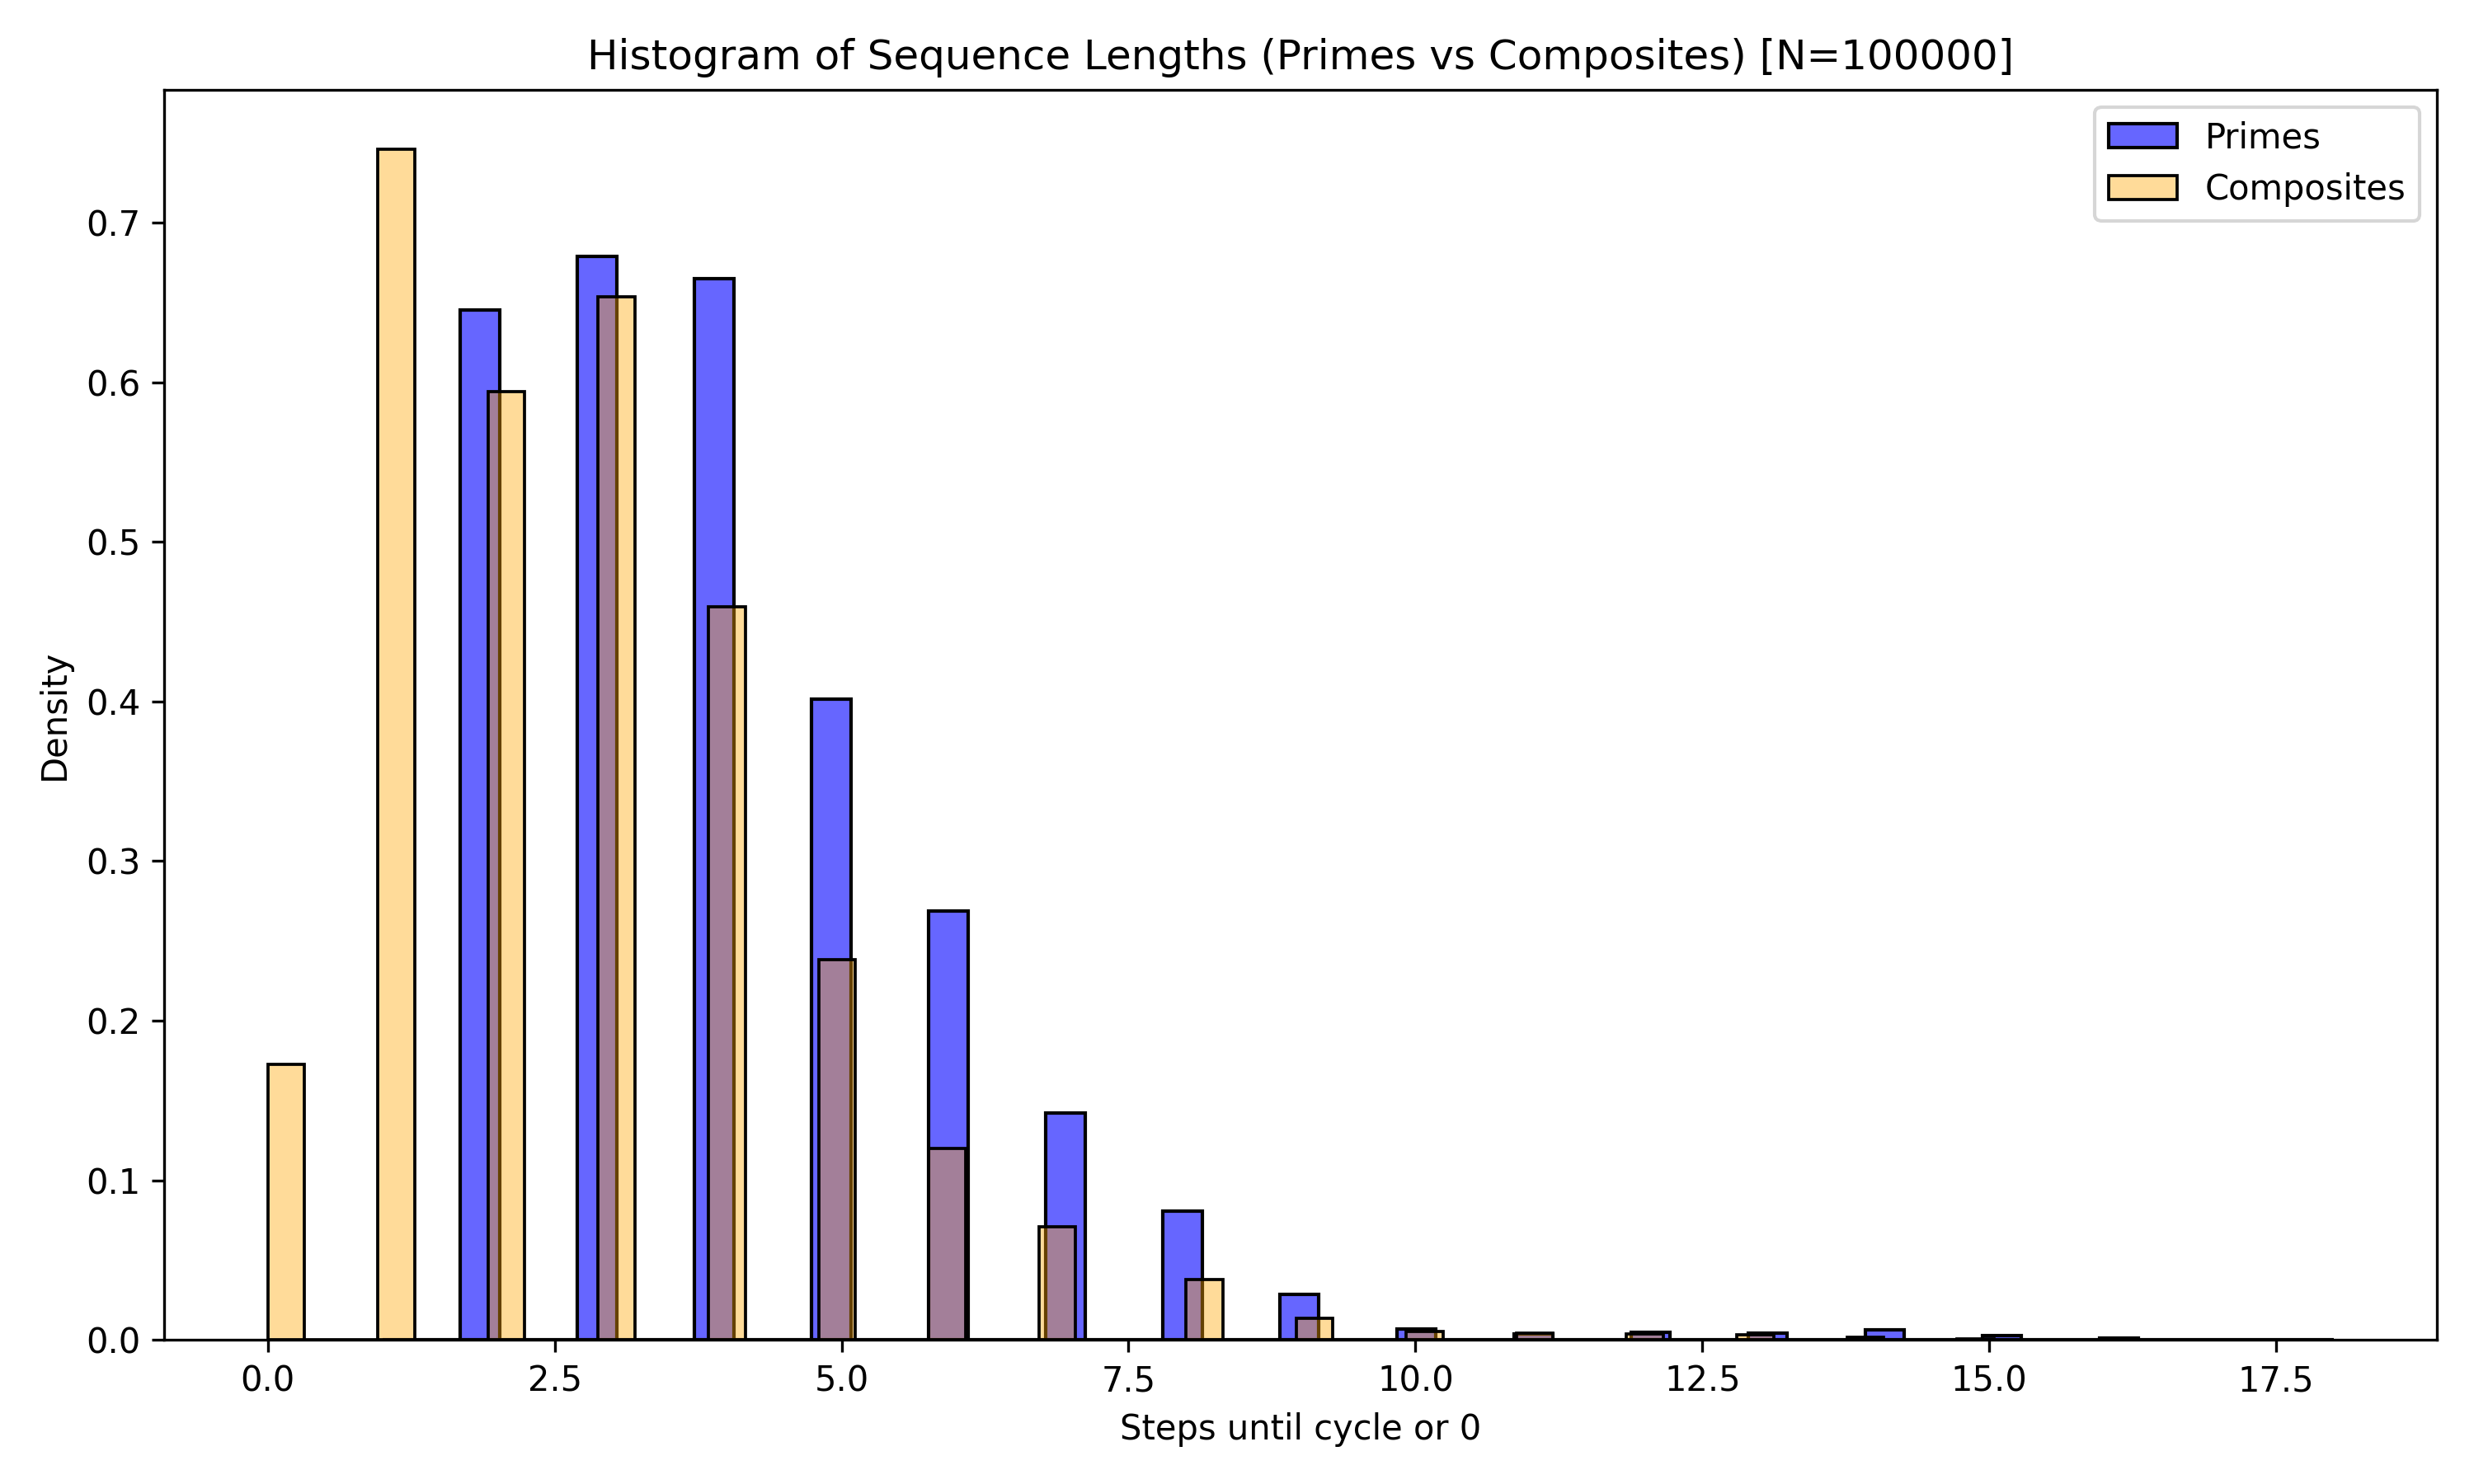 Histogram of Sequence Lengths (Primes vs Composites) [N=100000]
Primes
Composites
Density
0.7
0.6
0.5
0.4
0.3
0.2
0.1
0.0
0.0 2.5 5.0 7.5 10.0 12.5 15.0 17.5
Steps until cycle or 0